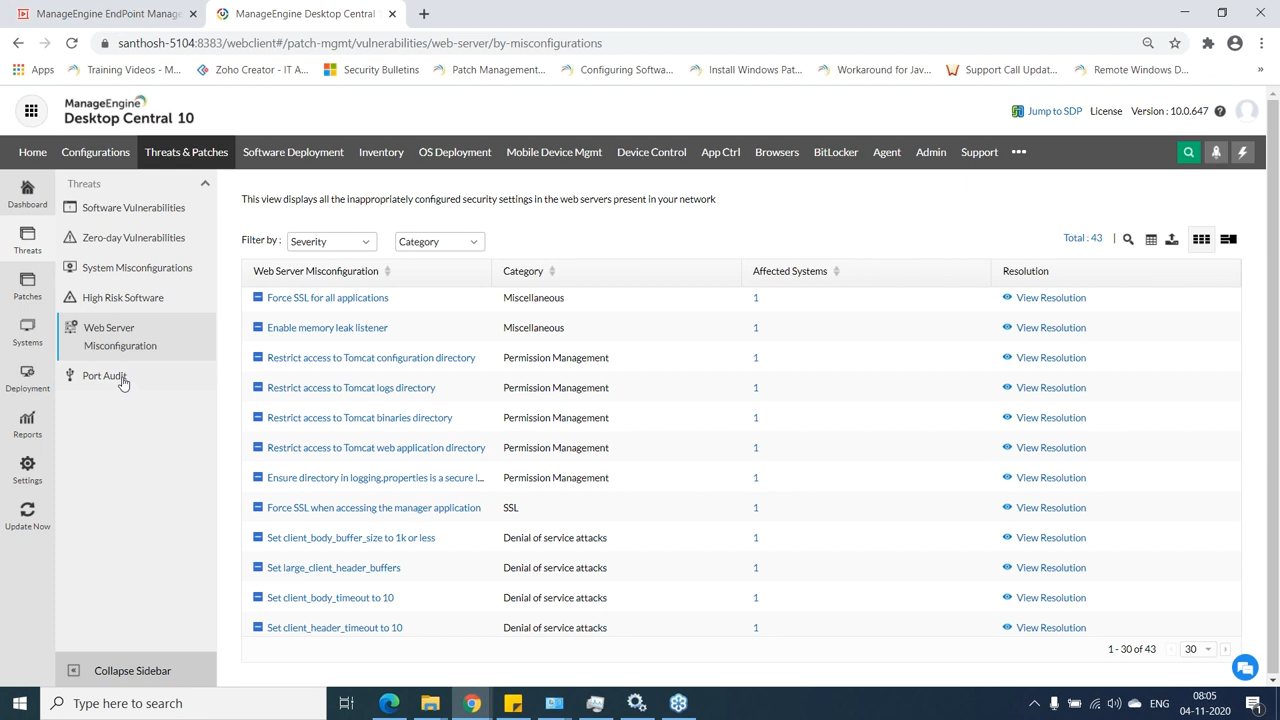 ManageEngine EndPoint Manage
ManageEngine Desktop Central
santhosh-5104:8383/webclient#/patch-mgmt/vulnerabilities/web-server/by-misconfigurations
Apps
Training Videos - M...
Zoho Creator - IT A...
Security Bulletins
Patch Management...
Configuring Softwa...
Install Windows Pat...
Workaround for Jav...
Support Call Updat...
Remote Windows D...
»
ManageEngine
Desktop Central 10
Jump to SDP License Version : 10.0.647
Home Configurations Threats & Patches Software Deployment Inventory OS Deployment Mobile Device Mgmt Device Control App Ctrl Browsers BitLocker Agent Admin Support •••
Dashboard
Threats
Patches
Systems
Deployment
Reports
Settings
Update Now
Threats
Software Vulnerabilities
Zero-day Vulnerabilities
System Misconfigurations
High Risk Software
Web Server
Misconfiguration
Port Audit
Collapse Sidebar
This view displays all the inappropriately configured security settings in the web servers present in your network
Filter by : Severity Category
Total : 43
Web Server Misconfiguration Category Affected Systems Resolution
Force SSL for all applications Miscellaneous 1 View Resolution
Enable memory leak listener Miscellaneous 1 View Resolution
Restrict access to Tomcat configuration directory Permission Management 1 View Resolution
Restrict access to Tomcat logs directory Permission Management 1 View Resolution
Restrict access to Tomcat binaries directory Permission Management 1 View Resolution
Restrict access to Tomcat web application directory Permission Management 1 View Resolution
Ensure directory in logging.properties is a secure l... Permission Management 1 View Resolution
Force SSL when accessing the manager application SSL 1 View Resolution
Set client_body_buffer_size to 1k or less Denial of service attacks 1 View Resolution
Set large_client_header_buffers Denial of service attacks 1 View Resolution
Set client_body_timeout to 10 Denial of service attacks 1 View Resolution
Set client_header_timeout to 10 Denial of service attacks 1 View Resolution
1 - 30 of 43 30
Type here to search
ENG
08:05
04-11-2020
1